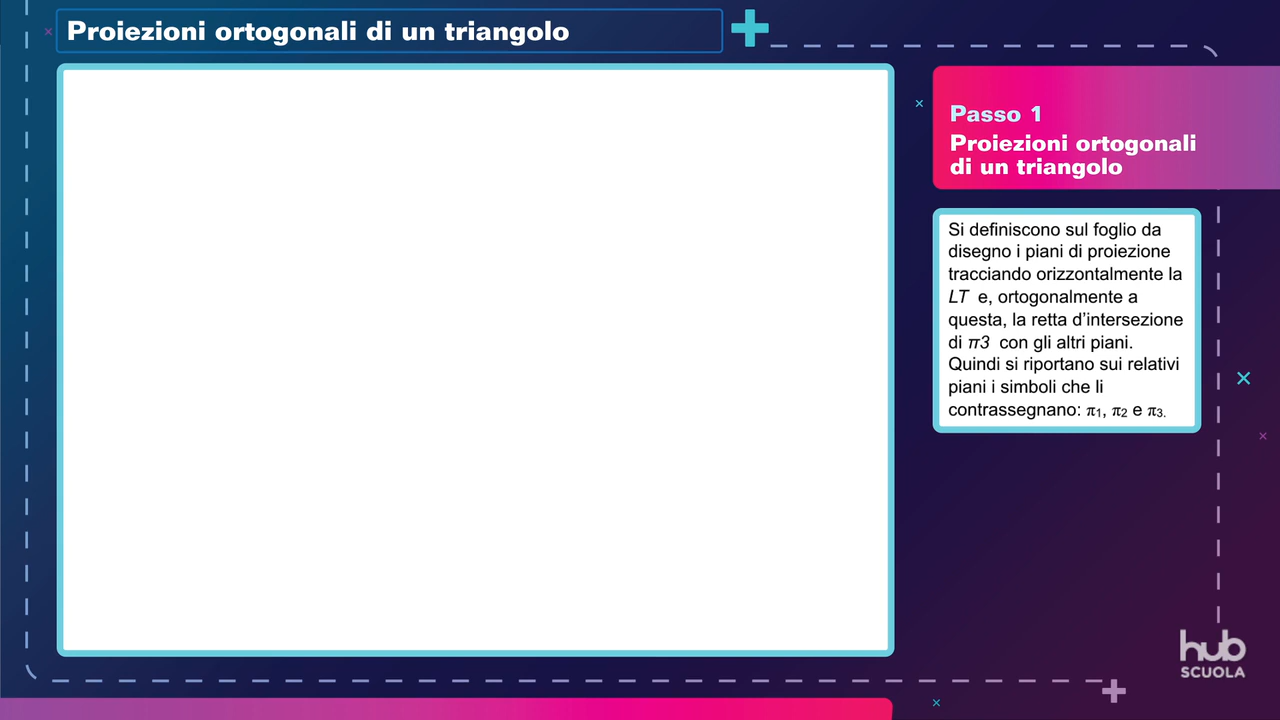 Proiezioni ortogonali di un triangolo
Passo 1
Proiezioni ortogonali
di un triangolo
Si definiscono sul foglio da
disegno i piani di proiezione
tracciando orizzontalmente la
LT e, ortogonalmente a
questa, la retta d’intersezione
di π3 con gli altri piani.
Quindi si riportano sui relativi
piani i simboli che li
contrassegnano: π₁, π₂ e π₃.
hub
SCUOLA